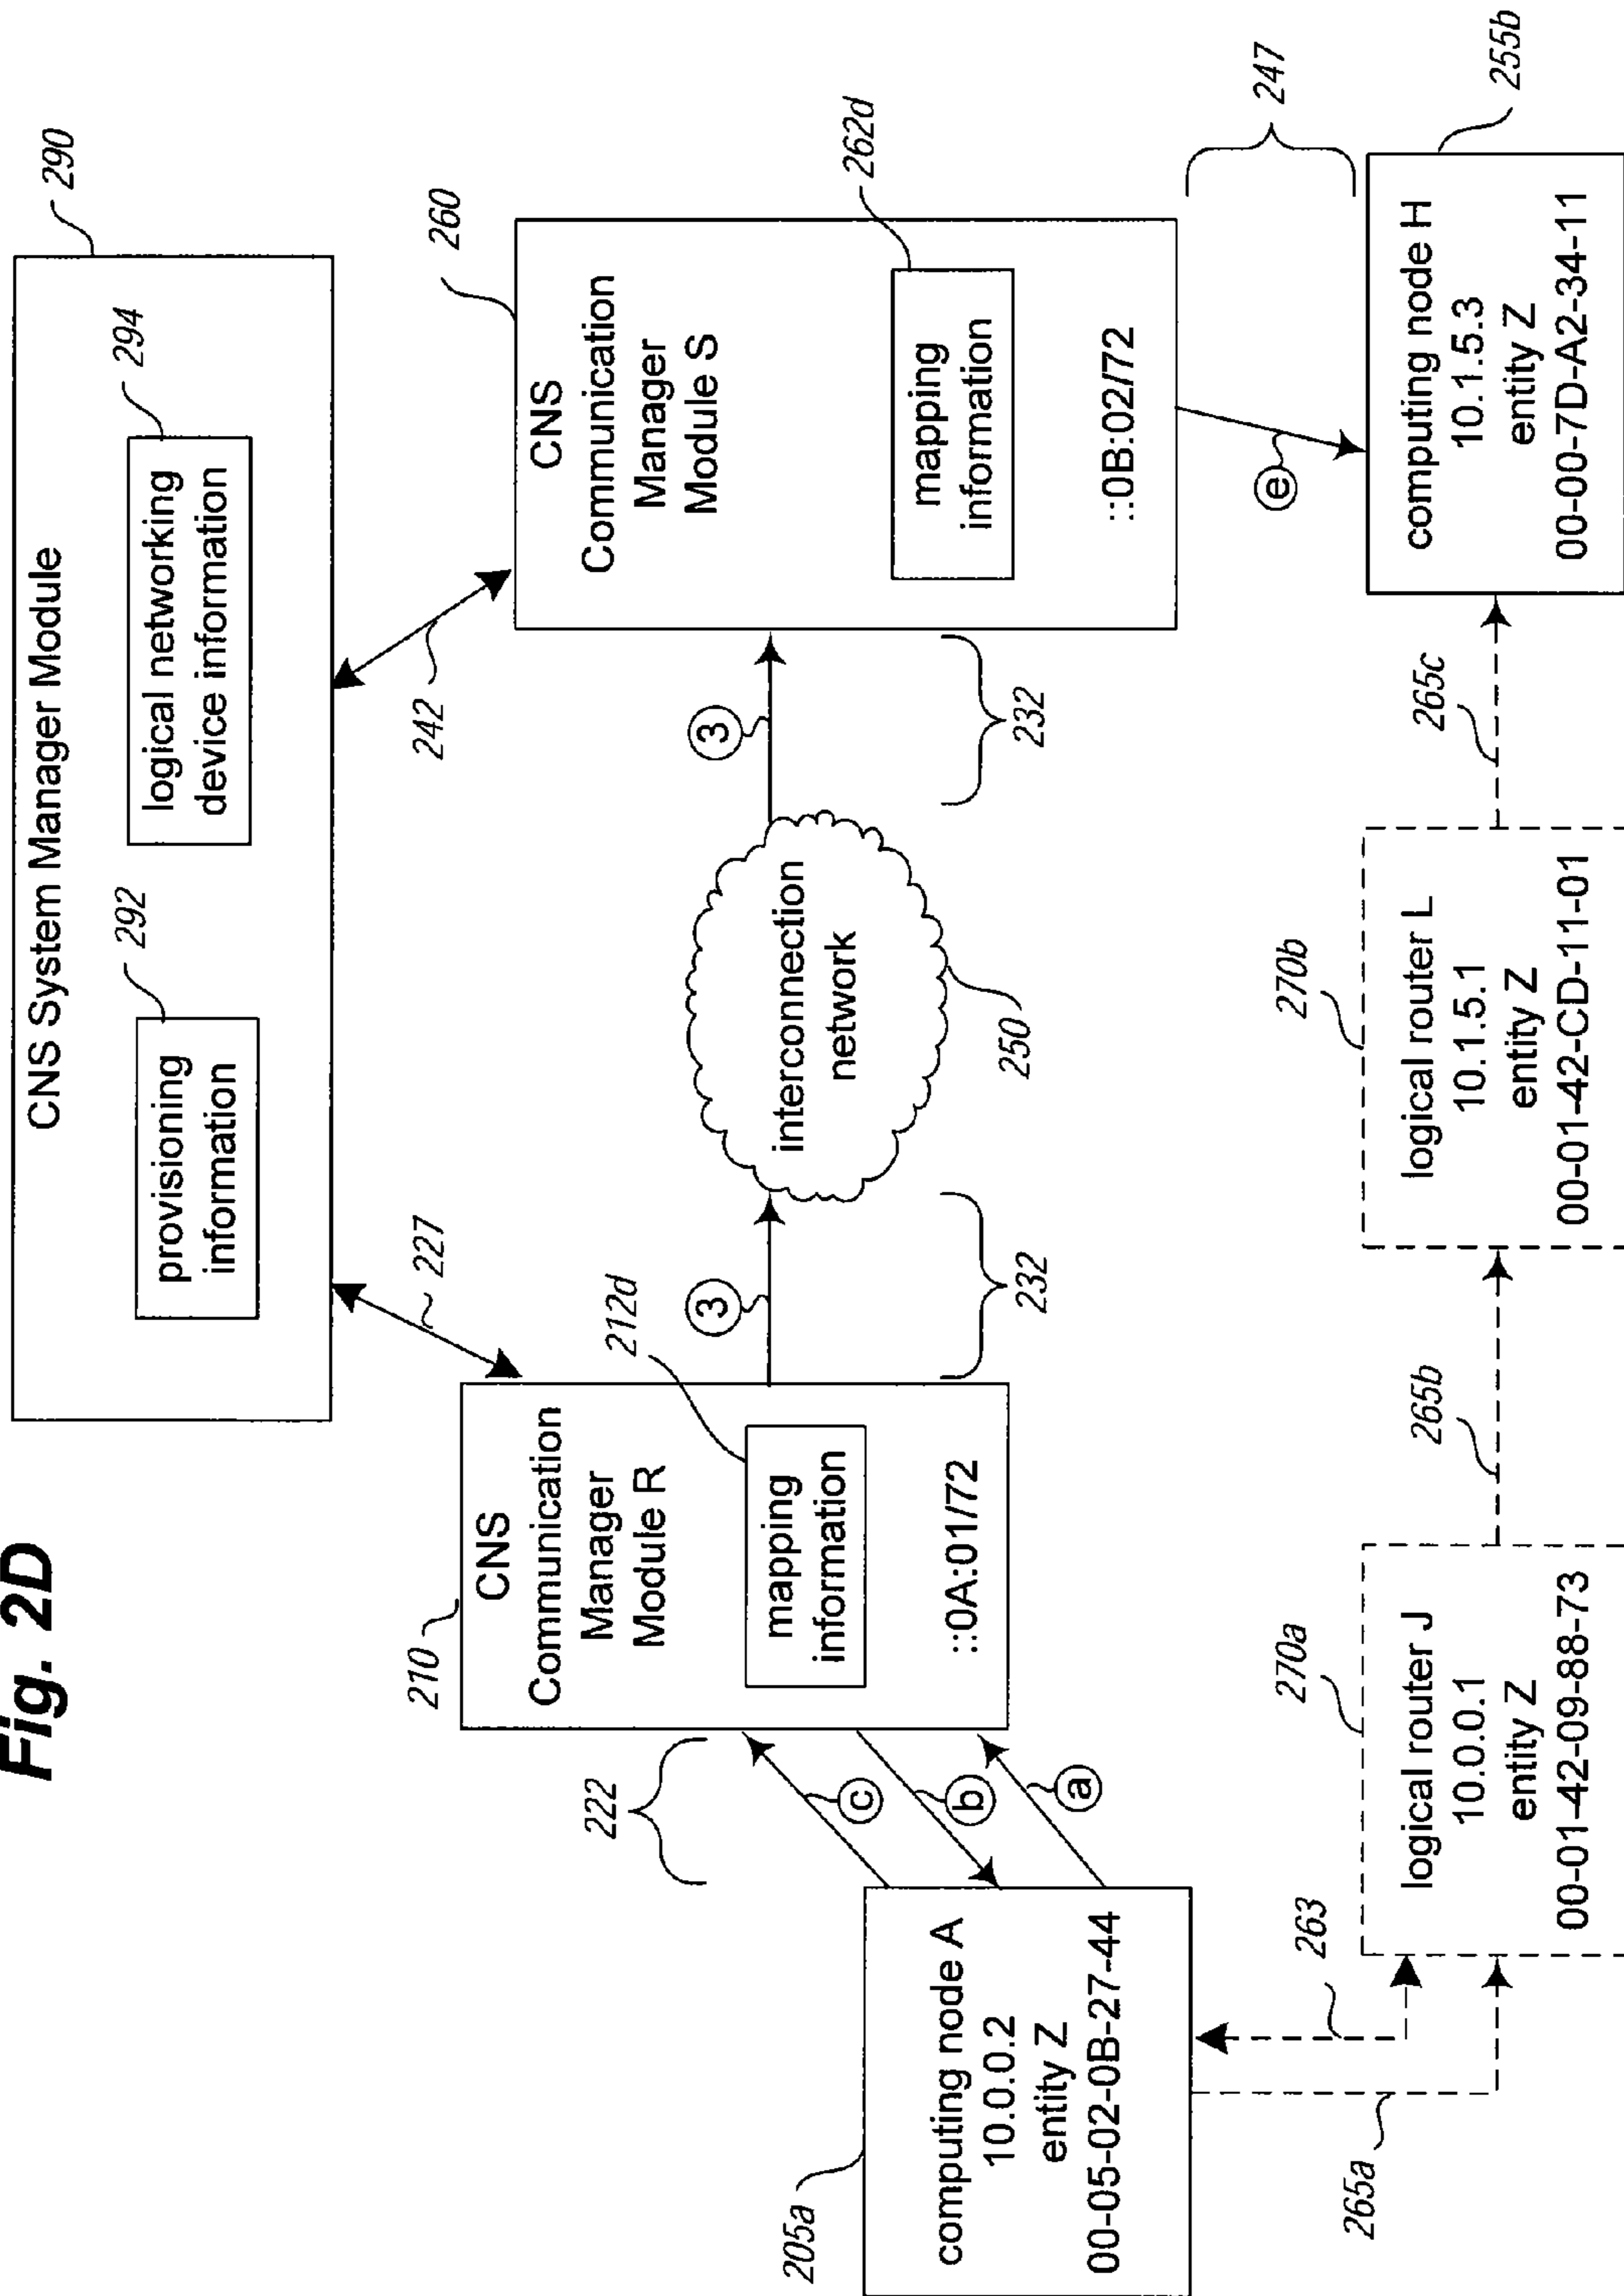 Fig. 2D
CNS System Manager Module
290
provisioning
information
292
logical networking
device information
294
227
242
210
CNS
Communication
Manager
Module R
mapping
information
212d
::0A:01/72
3
232
interconnection
network
250
3
232
260
CNS
Communication
Manager
Module S
mapping
information
262d
::0B:02/72
222
c
b
a
e
247
205a
computing node A
10.0.0.2
entity Z
00-05-02-0B-27-44
263
265a
270a
logical router J
10.0.0.1
entity Z
00-01-42-09-88-73
265b
270b
logical router L
10.1.5.1
entity Z
00-01-42-CD-11-01
265c
255b
computing node H
10.1.5.3
entity Z
00-00-7D-A2-34-11